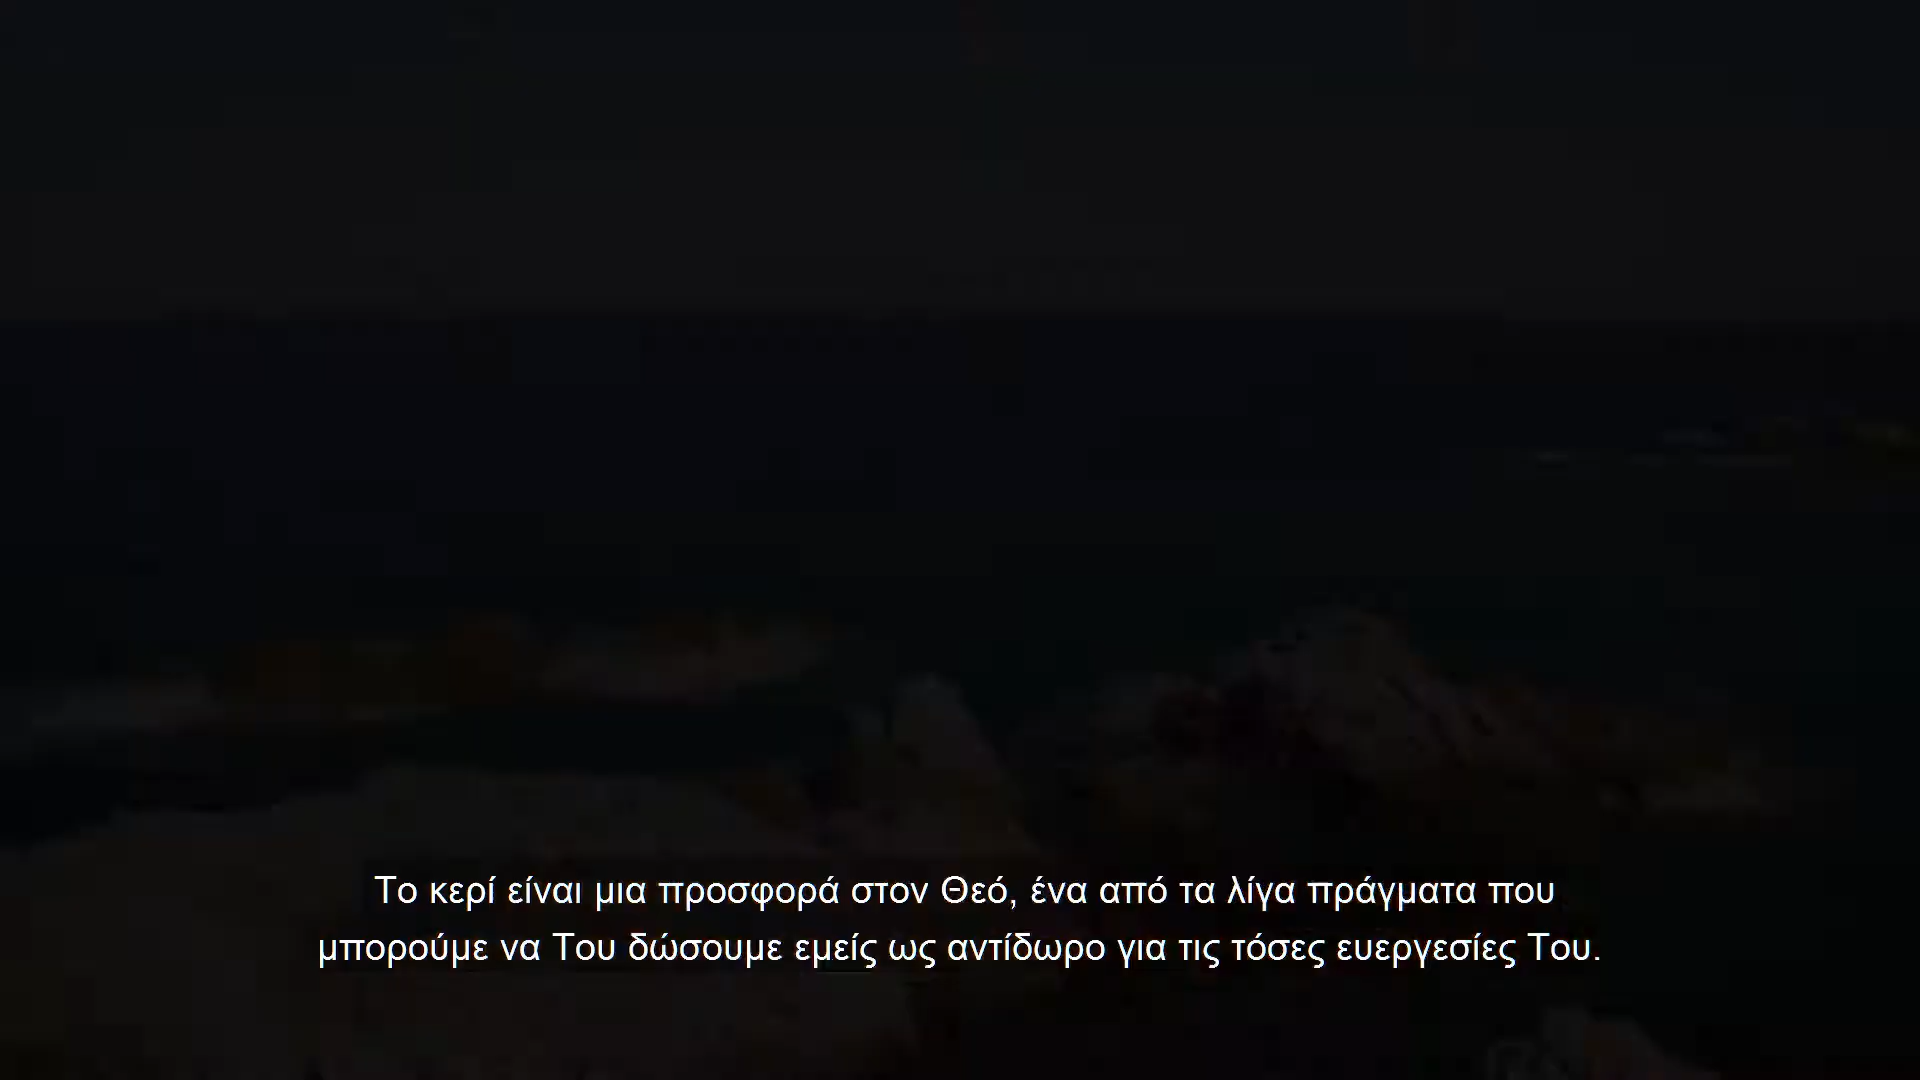 Το κερί είναι μια προσφορά στον Θεό, ένα από τα λίγα πράγματα που
μπορούμε να Του δώσουμε εμείς ως αντίδωρο για τις τόσες ευεργεσίες Του.